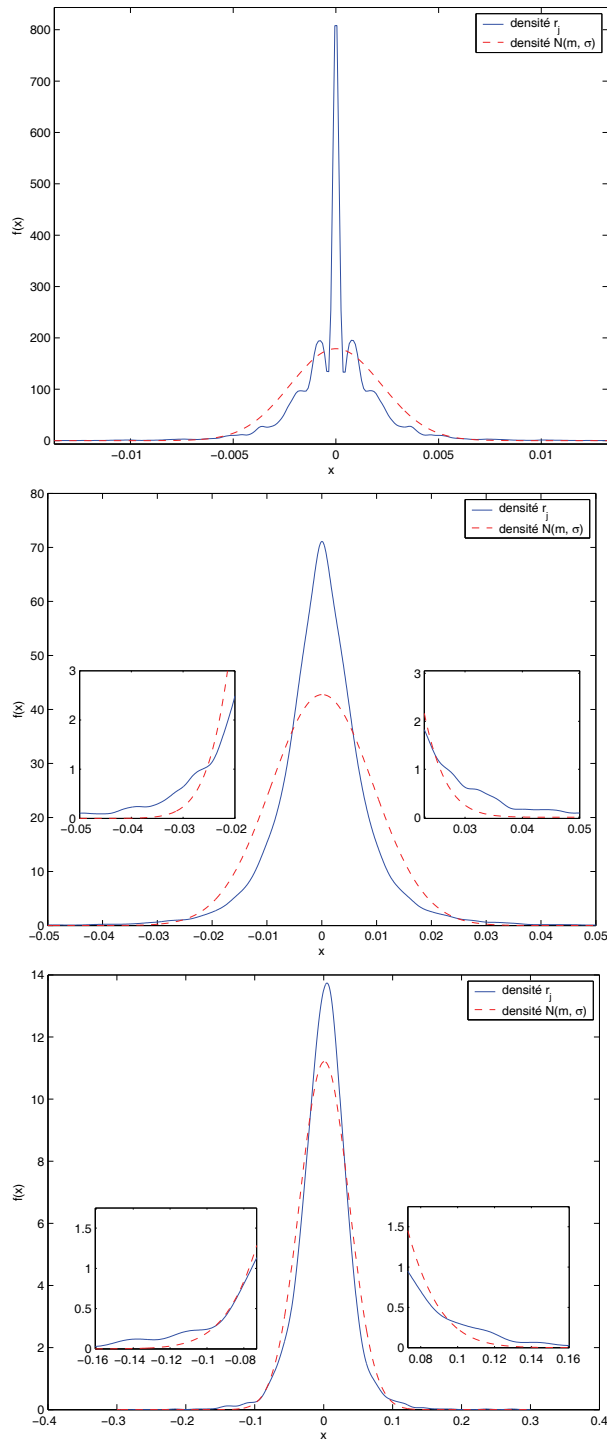 densité r_j
densité N(m, σ)
800
700
600
500
400
300
200
100
0
f(x)
−0.01
−0.005
0
0.005
0.01
x
80
70
60
50
40
30
20
10
0
f(x)
densité r_j
densité N(m, σ)
3
2
1
0
−0.05 −0.04 −0.03 −0.02
3
2
1
0
0.03 0.04 0.05
−0.05 −0.04 −0.03 −0.02 −0.01 0 0.01 0.02 0.03 0.04 0.05
x
14
12
10
8
6
4
2
0
f(x)
densité r_j
densité N(m, σ)
1.5
1
0.5
0
−0.16 −0.14 −0.12 −0.1 −0.08
1.5
1
0.5
0
0.08 0.1 0.12 0.14 0.16
−0.4 −0.3 −0.2 −0.1 0 0.1 0.2 0.3 0.4
x